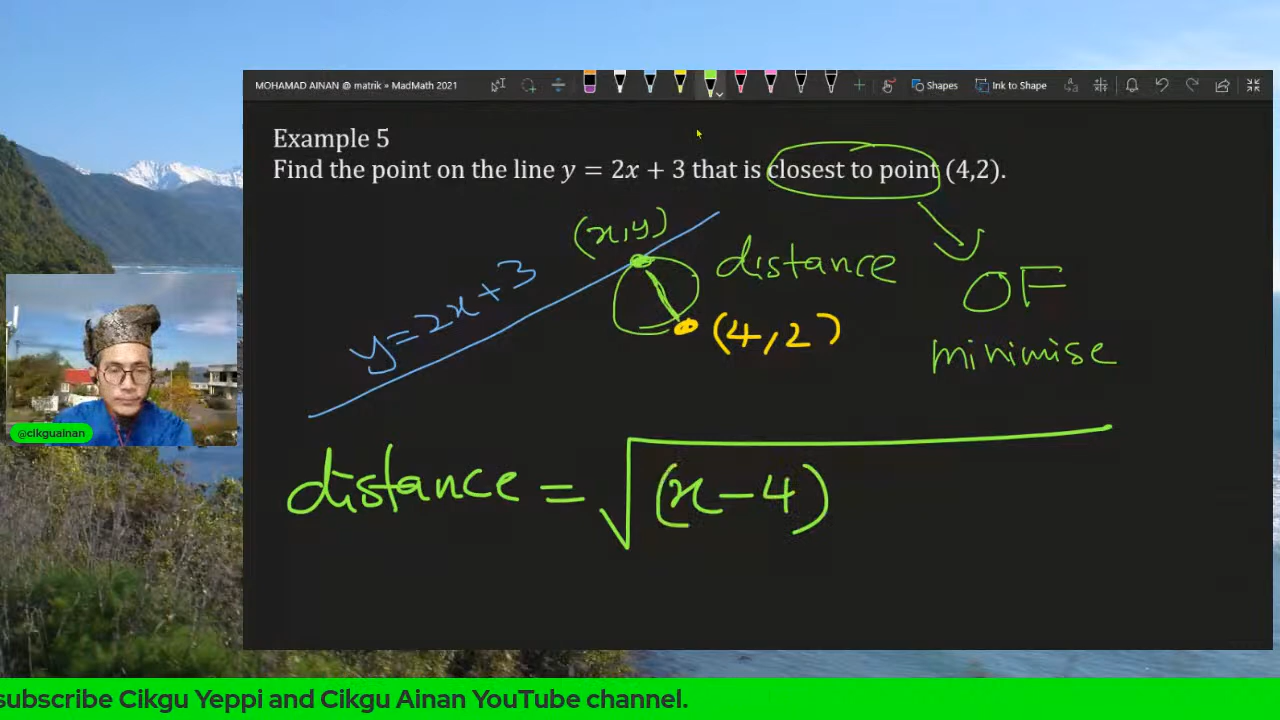 MOHAMAD AINAN @ matrik » MadMath 2021
Shapes
Ink to Shape
Example 5
Find the point on the line y = 2x + 3 that is closest to point (4,2).
(x,y)
distance
y=2x+3
OF
(4,2)
minimise
@cikguainan
distance = √(x-4)
subscribe Cikgu Yeppi and Cikgu Ainan YouTube channel.